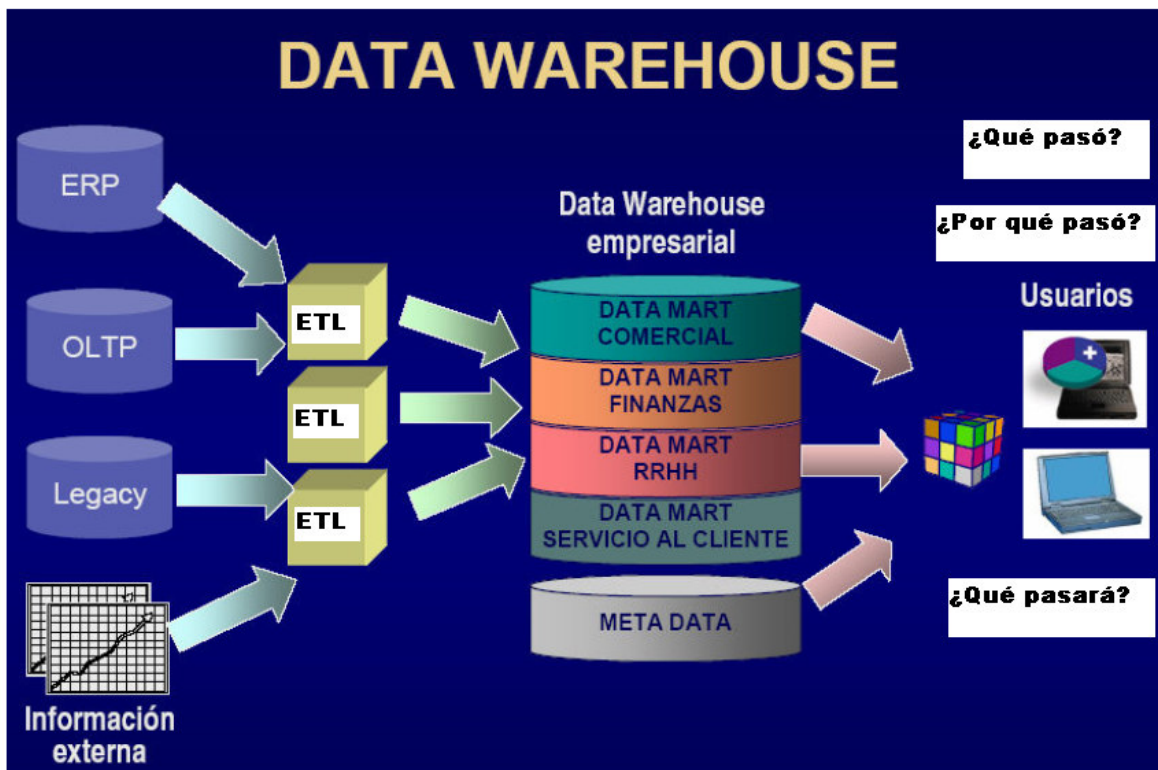 DATA WAREHOUSE
ERP
OLTP
Legacy
Información
externa
ETL
ETL
ETL
Data Warehouse
empresarial
DATA MART
COMERCIAL
DATA MART
FINANZAS
DATA MART
RRHH
DATA MART
SERVICIO AL CLIENTE
META DATA
¿Qué pasó?
¿Por qué pasó?
Usuarios
¿Qué pasará?